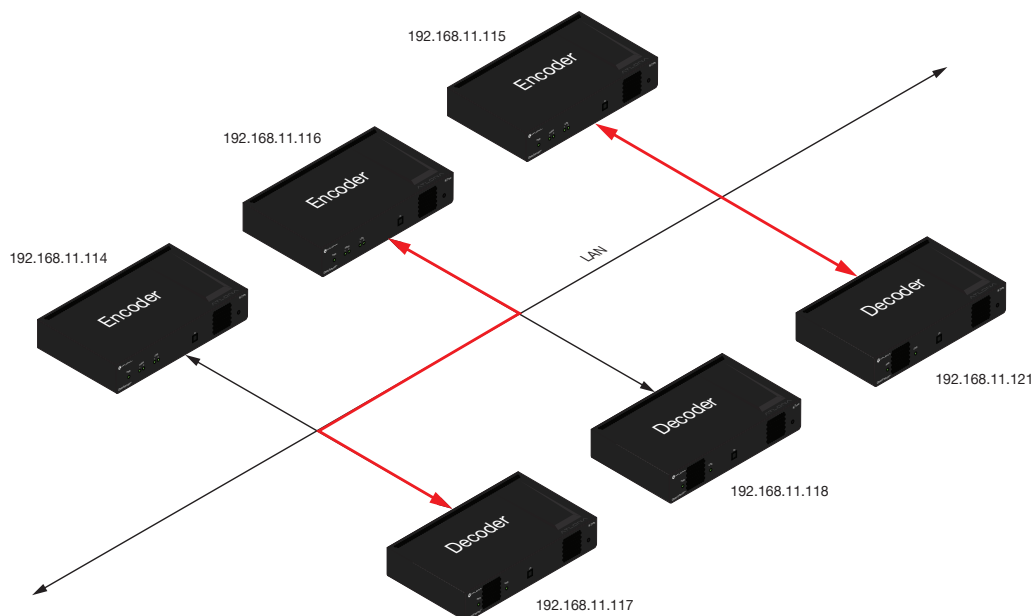 192.168.11.115
Encoder
192.168.11.116
Encoder
LAN
192.168.11.114
Encoder
Decoder
192.168.11.121
Decoder
192.168.11.118
Decoder
192.168.11.117